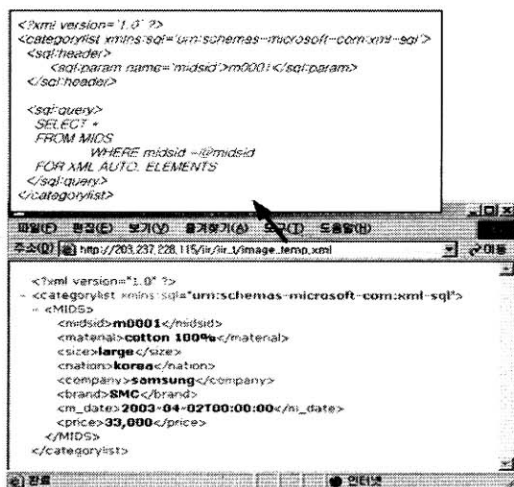 <?xml version='1.0' ?>
<categorylist xmlns:sql='urn:schemas-microsoft-com:xml-sql'>
<sql:header>
<sql:param name='midsid'>m0001</sql:param>
</sql:header>
<sql:query>
SELECT *
FROM MIDS
WHERE midsid =@midsid
FOR XML AUTO, ELEMENTS
</sql:query>
</categorylist>
파일(F) 편집(E) 보기(V) 즐겨찾기(A) 도구(T) 도움말(H)
주소(D) http://203.237.228.115/iir/iir_t/image_temp.xml 이동
<?xml version="1.0" ?>
- <categorylist xmlns:sql="urn:schemas-microsoft-com:xml-sql">
- <MIDS>
<midsid>m0001</midsid>
<material>cotton 100%</material>
<size>large</size>
<nation>korea</nation>
<company>samsung</company>
<brand>SMC</brand>
<m_date>2003-04-02T00:00:00</m_date>
<price>33,000</price>
</MIDS>
</categorylist>
완료 인터넷